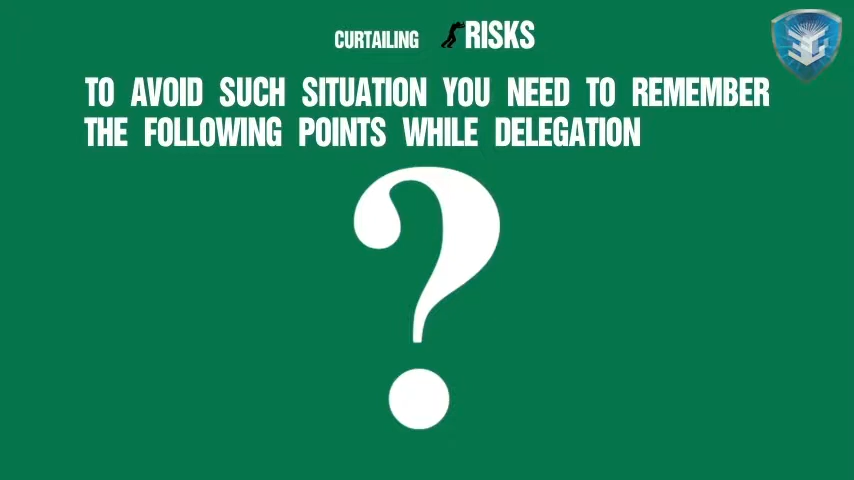 CURTAILING RISKS
TO AVOID SUCH SITUATION YOU NEED TO REMEMBER
THE FOLLOWING POINTS WHILE DELEGATION
?